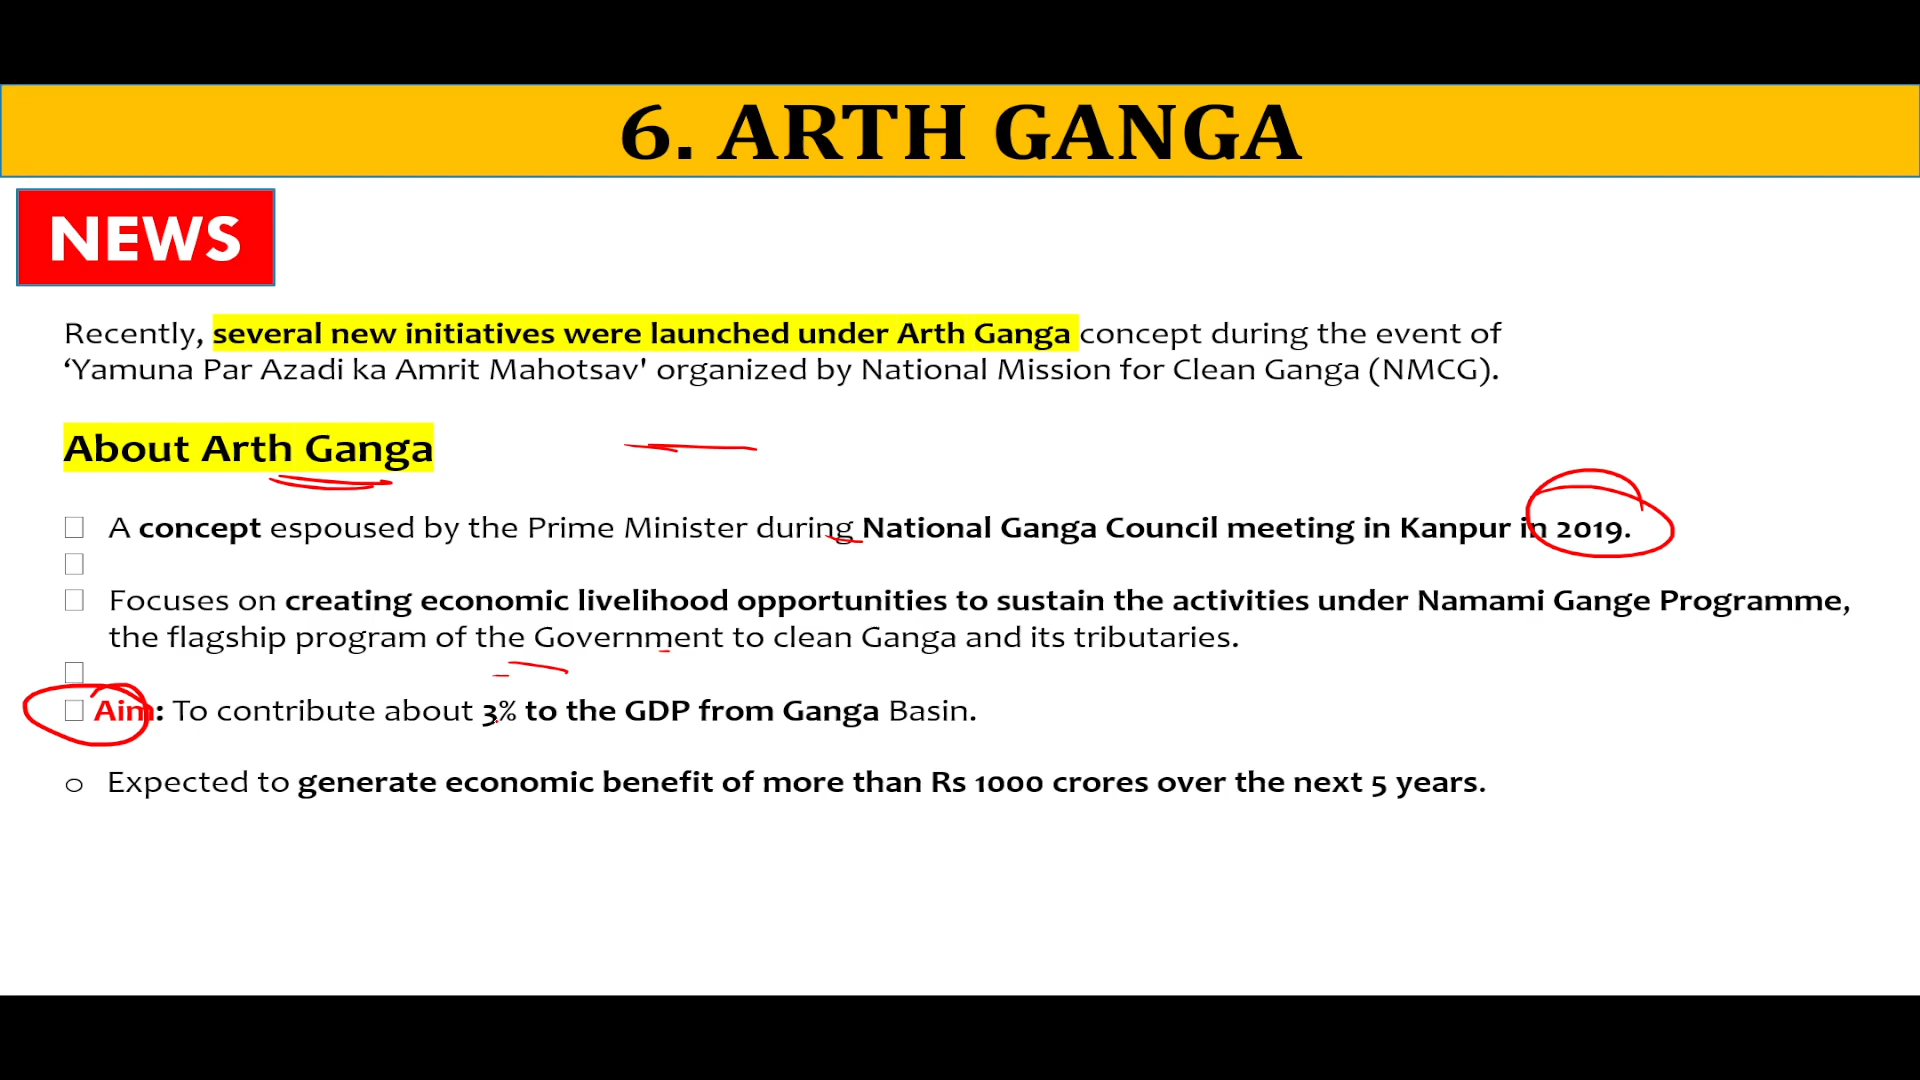 6. ARTH GANGA
NEWS
Recently, several new initiatives were launched under Arth Ganga concept during the event of
‘Yamuna Par Azadi ka Amrit Mahotsav' organized by National Mission for Clean Ganga (NMCG).
About Arth Ganga
A concept espoused by the Prime Minister during National Ganga Council meeting in Kanpur in 2019.
Focuses on creating economic livelihood opportunities to sustain the activities under Namami Gange Programme,
the flagship program of the Government to clean Ganga and its tributaries.
Aim: To contribute about 3% to the GDP from Ganga Basin.
o Expected to generate economic benefit of more than Rs 1000 crores over the next 5 years.